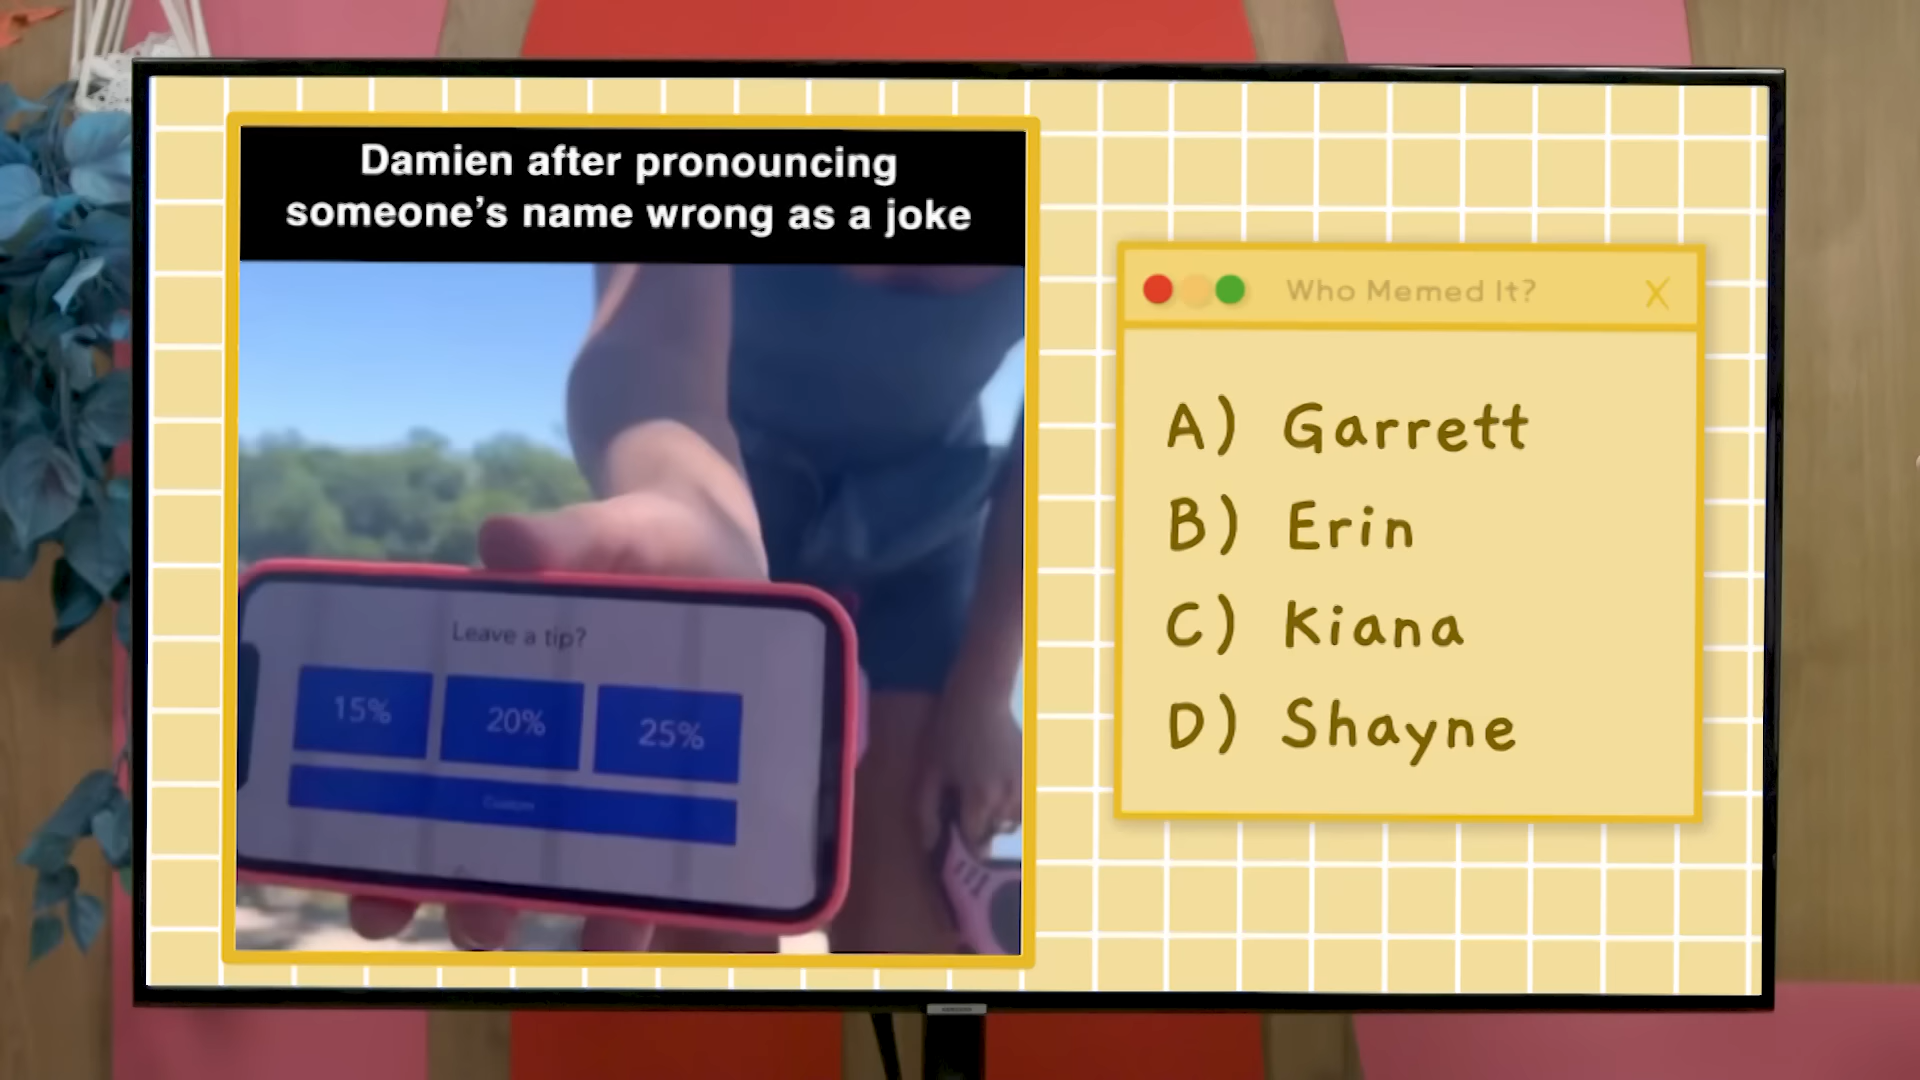 Damien after pronouncing
someone's name wrong as a joke
Leave a tip?
15% 20% 25%
Custom
Who Memed It? X
A) Garrett
B) Erin
C) Kiana
D) Shayne